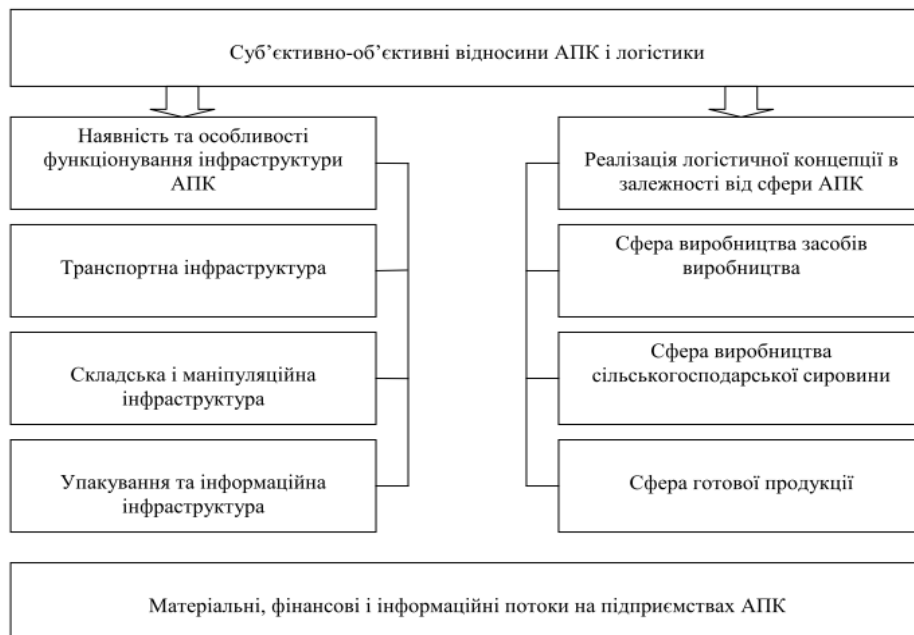 Суб’єктивно-об’єктивні відносини АПК і логістики
Наявність та особливості
функціонування інфраструктури
АПК
Реалізація логістичної концепції в
залежності від сфери АПК
Транспортна інфраструктура
Сфера виробництва засобів
виробництва
Складська і маніпуляційна
інфраструктура
Сфера виробництва
сільськогосподарської сировини
Упакування та інформаційна
інфраструктура
Сфера готової продукції
Матеріальні, фінансові і інформаційні потоки на підприємствах АПК